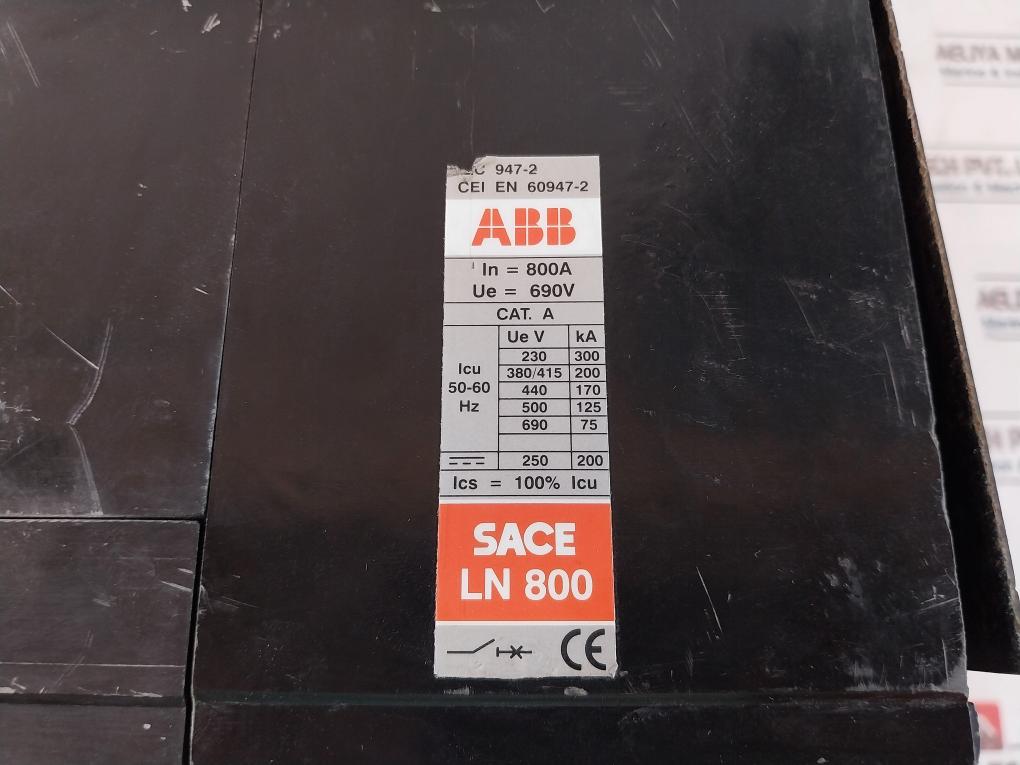 947-2
CEI EN 60947-2
ABB
In = 800A
Ue = 690V
CAT. A
Ue V kA
Icu 50-60 Hz
230 300
380/415 200
440 170
500 125
690 75
250 200
Ics = 100% Icu
SACE
LN 800
CE
PVT.